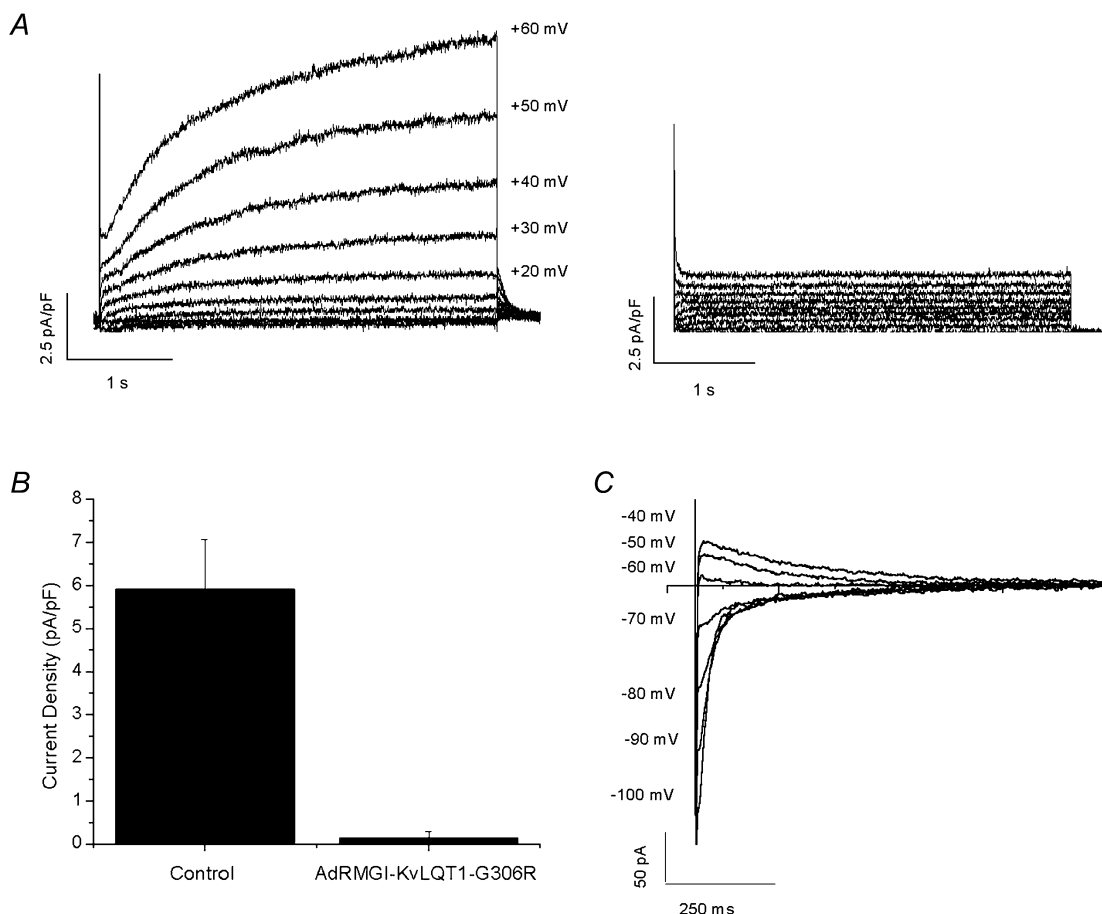 A
+60 mV
+50 mV
+40 mV
+30 mV
+20 mV
2.5 pA/pF
1 s
2.5 pA/pF
1 s
B
8
7
6
5
4
3
2
1
0
Current Density (pA/pF)
Control
AdRMGI-KvLQT1-G306R
C
-40 mV
-50 mV
-60 mV
-70 mV
-80 mV
-90 mV
-100 mV
50 pA
250 ms